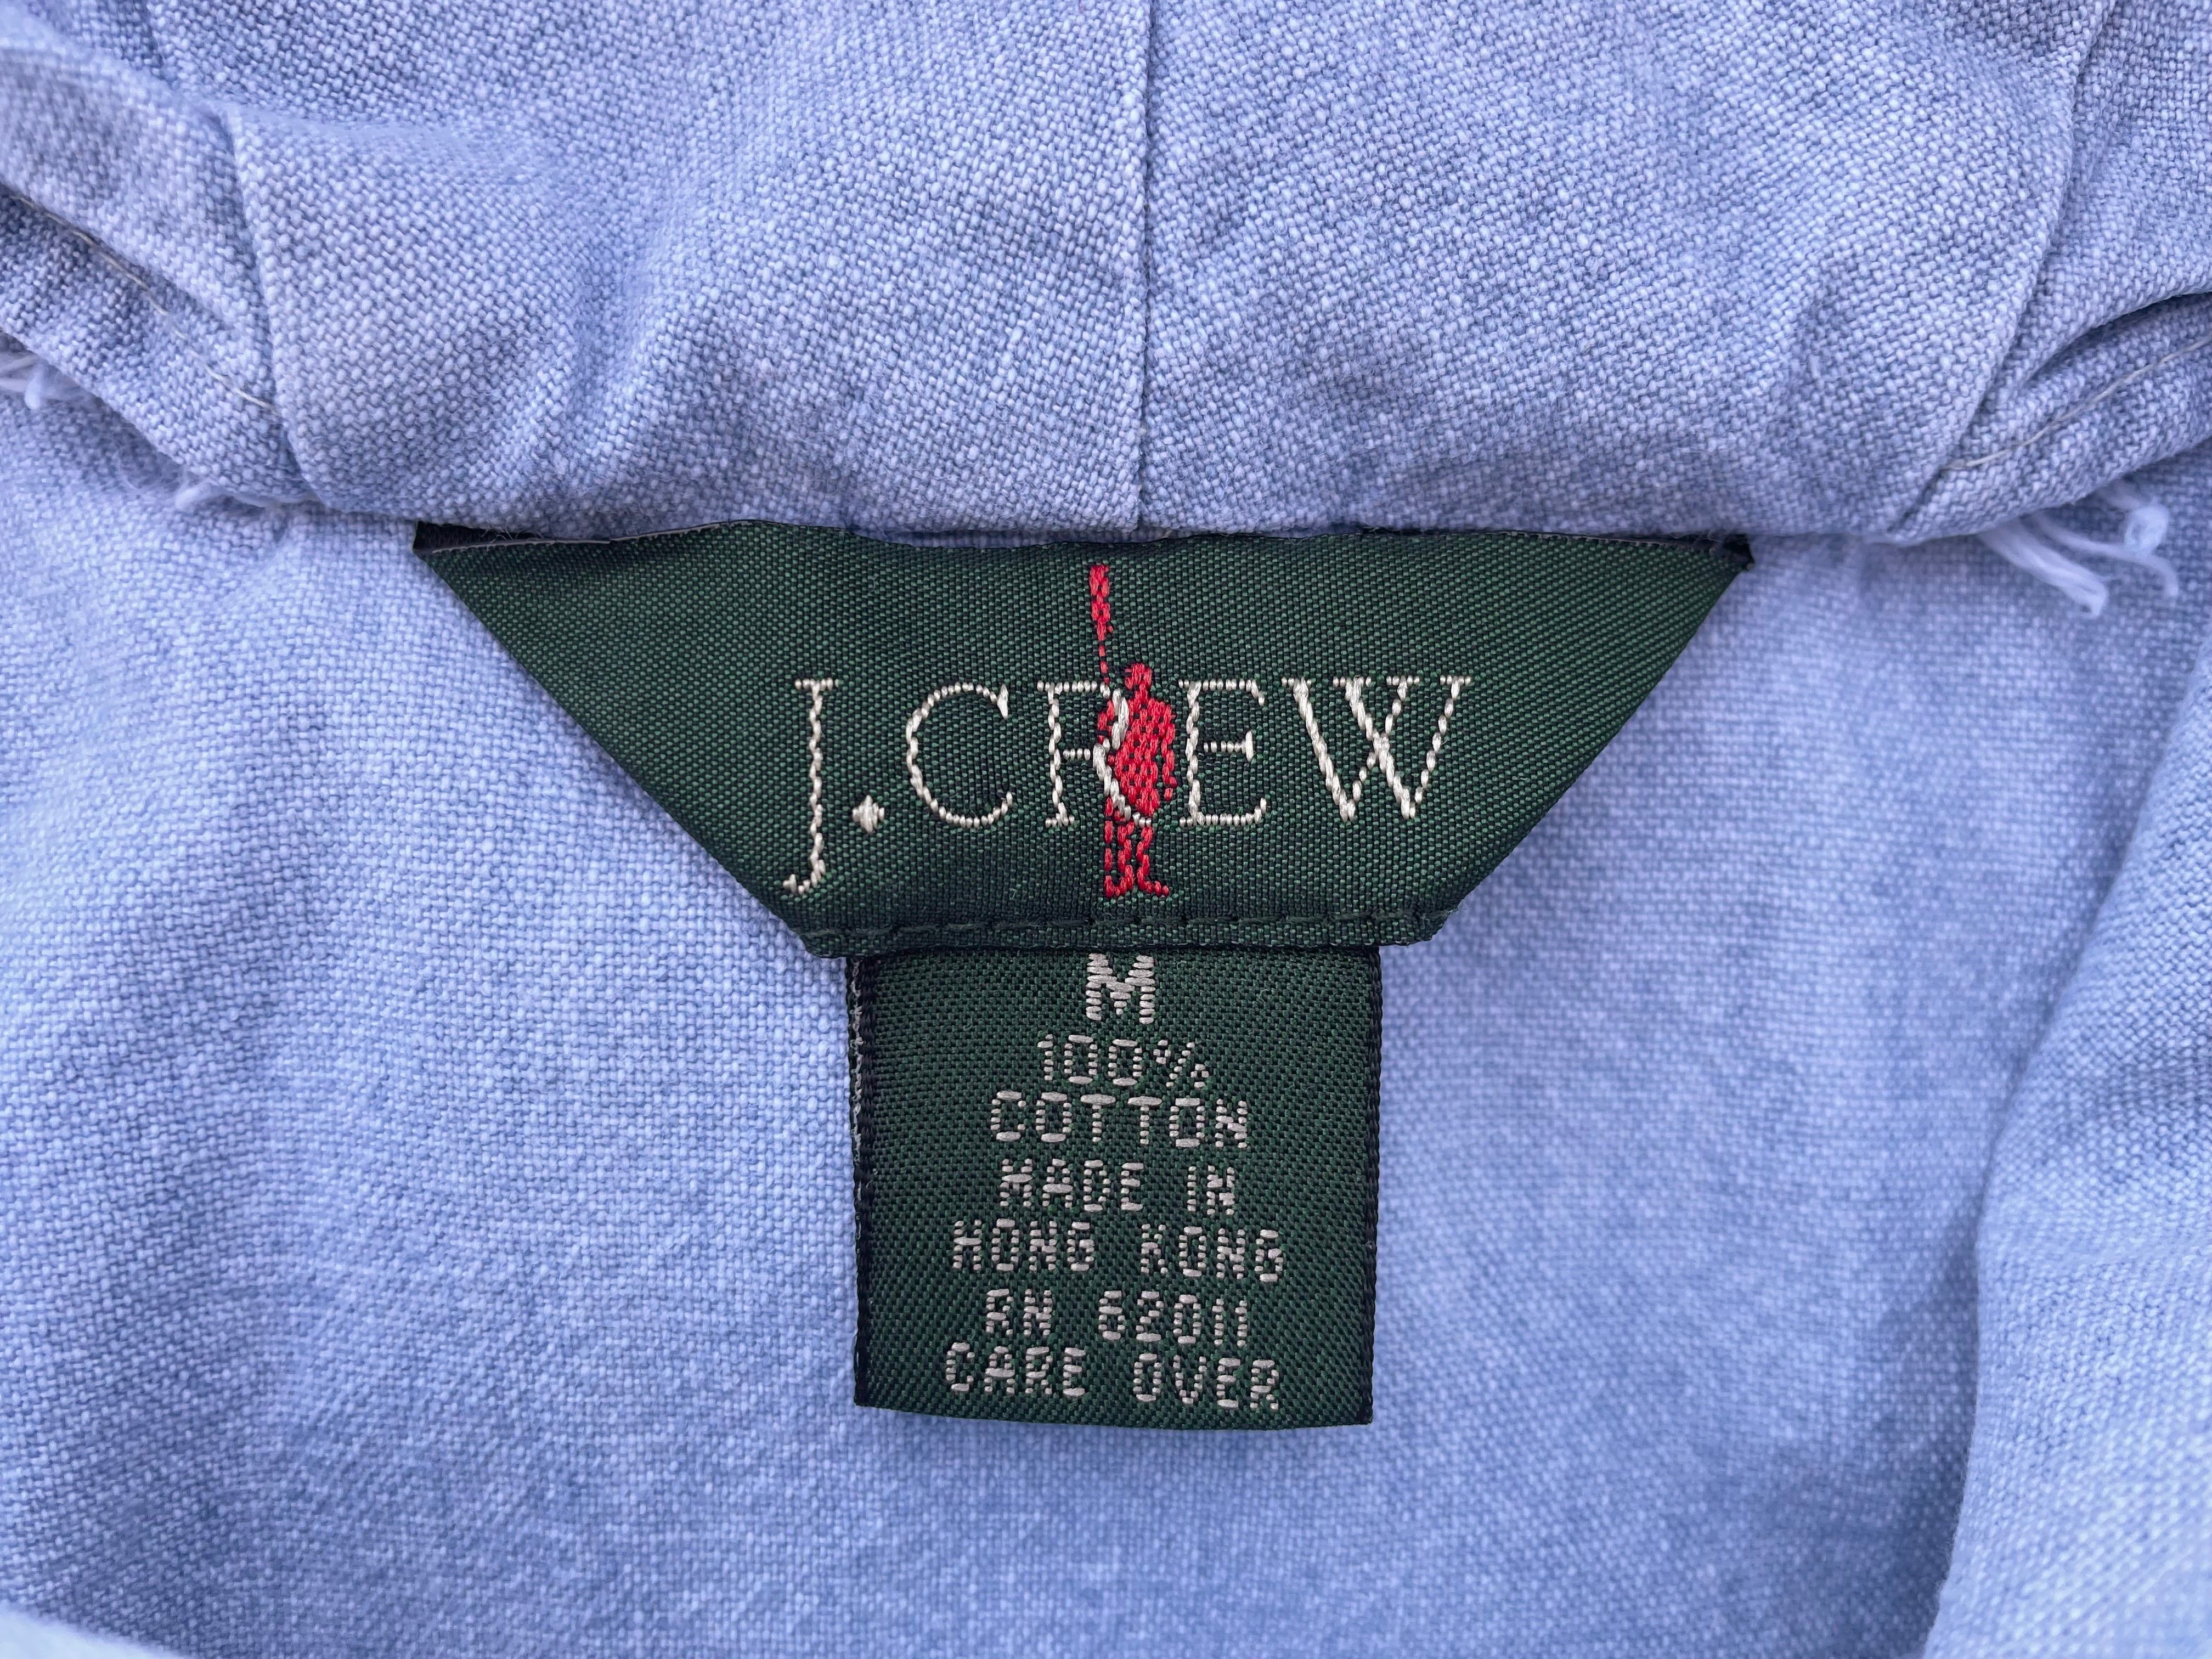 J.CREW
M
100%
COTTON
MADE IN
HONG KONG
RN 62011
CARE OVER